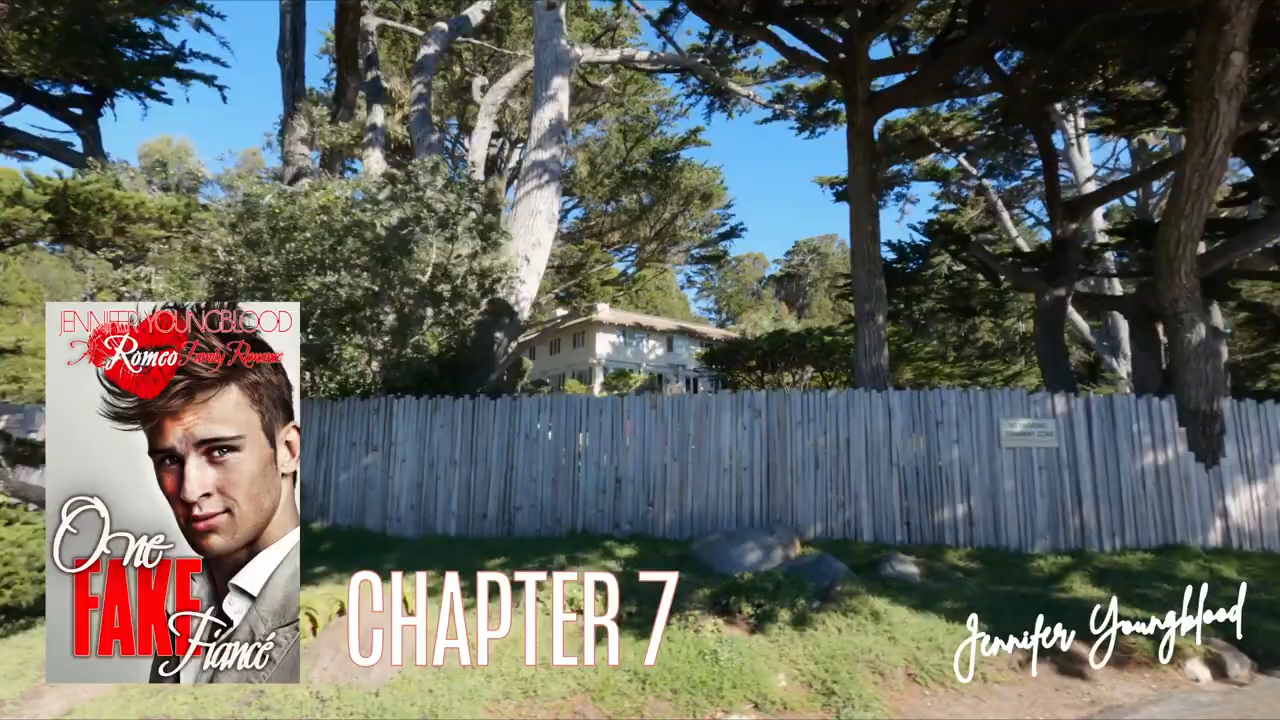 JENNIFER YOUNGBLOOD
A Romeo Family Romance
One
FAKE
Fiancé
CHAPTER 7
Jennifer Youngblood